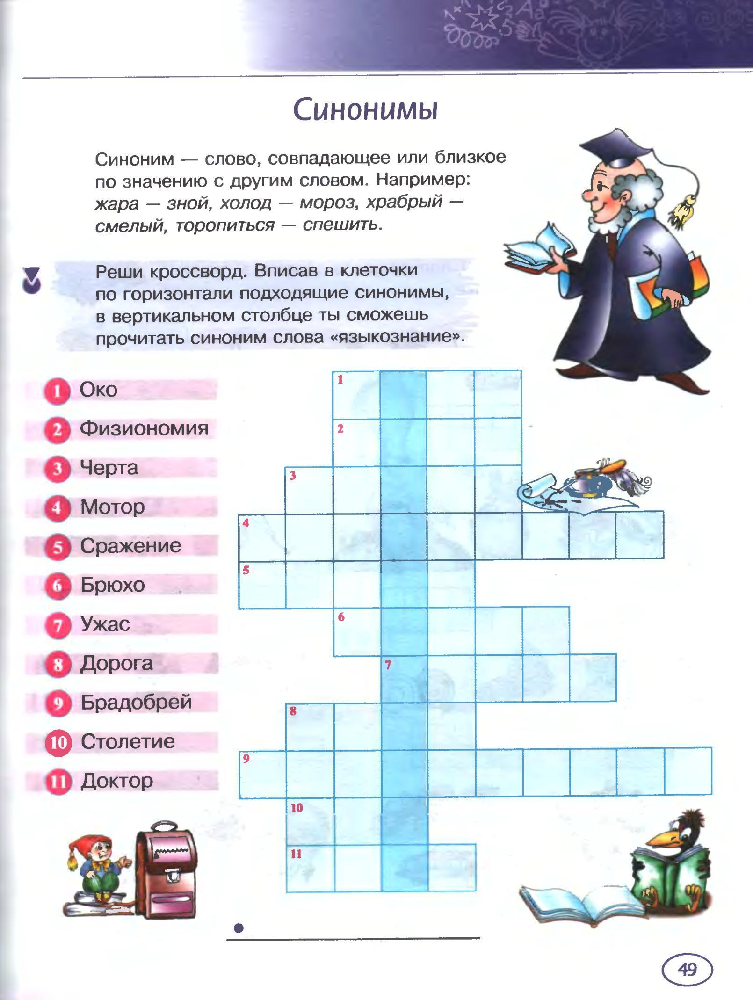 Синонимы
Синоним — слово, совпадающее или близкое
по значению с другим словом. Например:
жара — зной, холод — мороз, храбрый —
смелый, торопиться — спешить.
Реши кроссворд. Вписав в клеточки
по горизонтали подходящие синонимы,
в вертикальном столбце ты сможешь
прочитать синоним слова «языкознание».
1 Око
2 Физиономия
3 Черта
4 Мотор
5 Сражение
6 Брюхо
7 Ужас
8 Дорога
9 Брадобрей
10 Столетие
11 Доктор
1
2
3
4
5
6
7
8
9
10
11
49